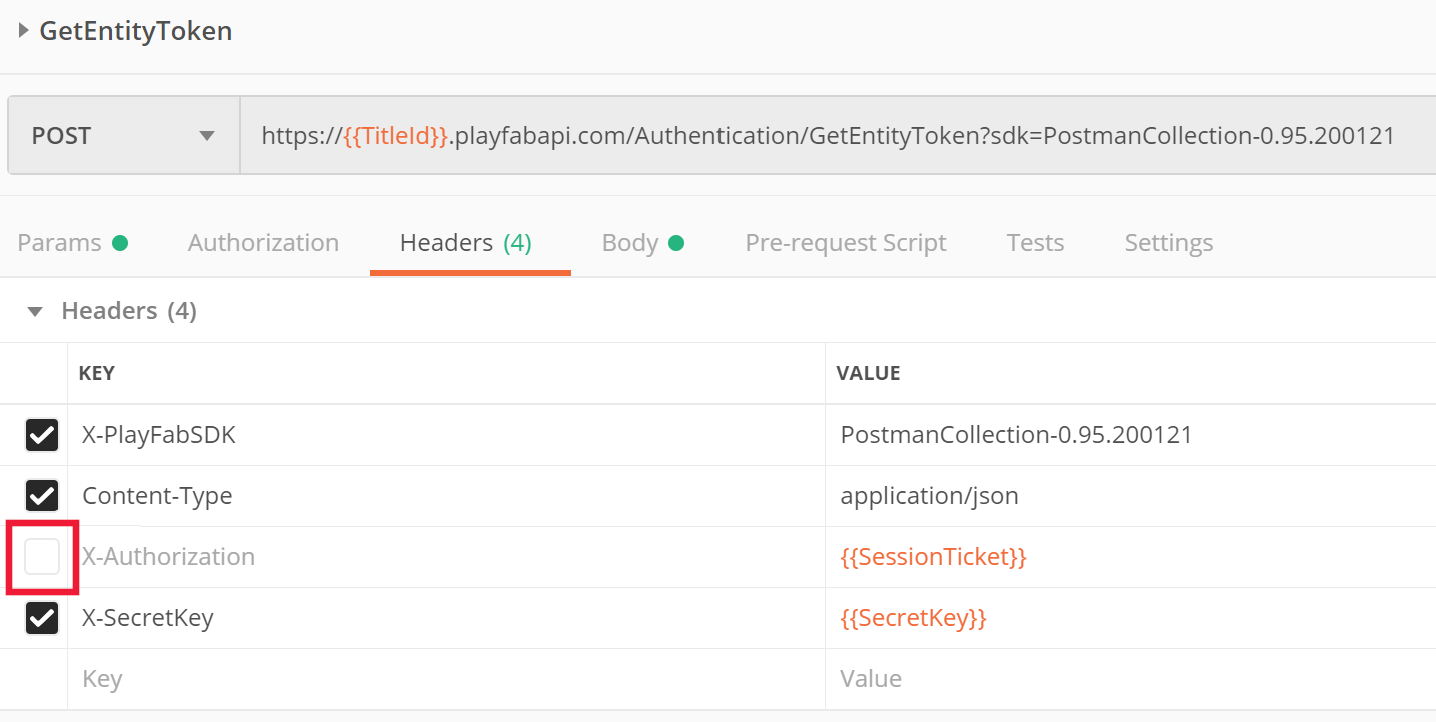 GetEntityToken
POST https://{{TitleId}}.playfabapi.com/Authentication/GetEntityToken?sdk=PostmanCollection-0.95.200121
Params Authorization Headers (4) Body Pre-request Script Tests Settings
Headers (4)
KEY VALUE
X-PlayFabSDK PostmanCollection-0.95.200121
Content-Type application/json
X-Authorization {{SessionTicket}}
X-SecretKey {{SecretKey}}
Key Value